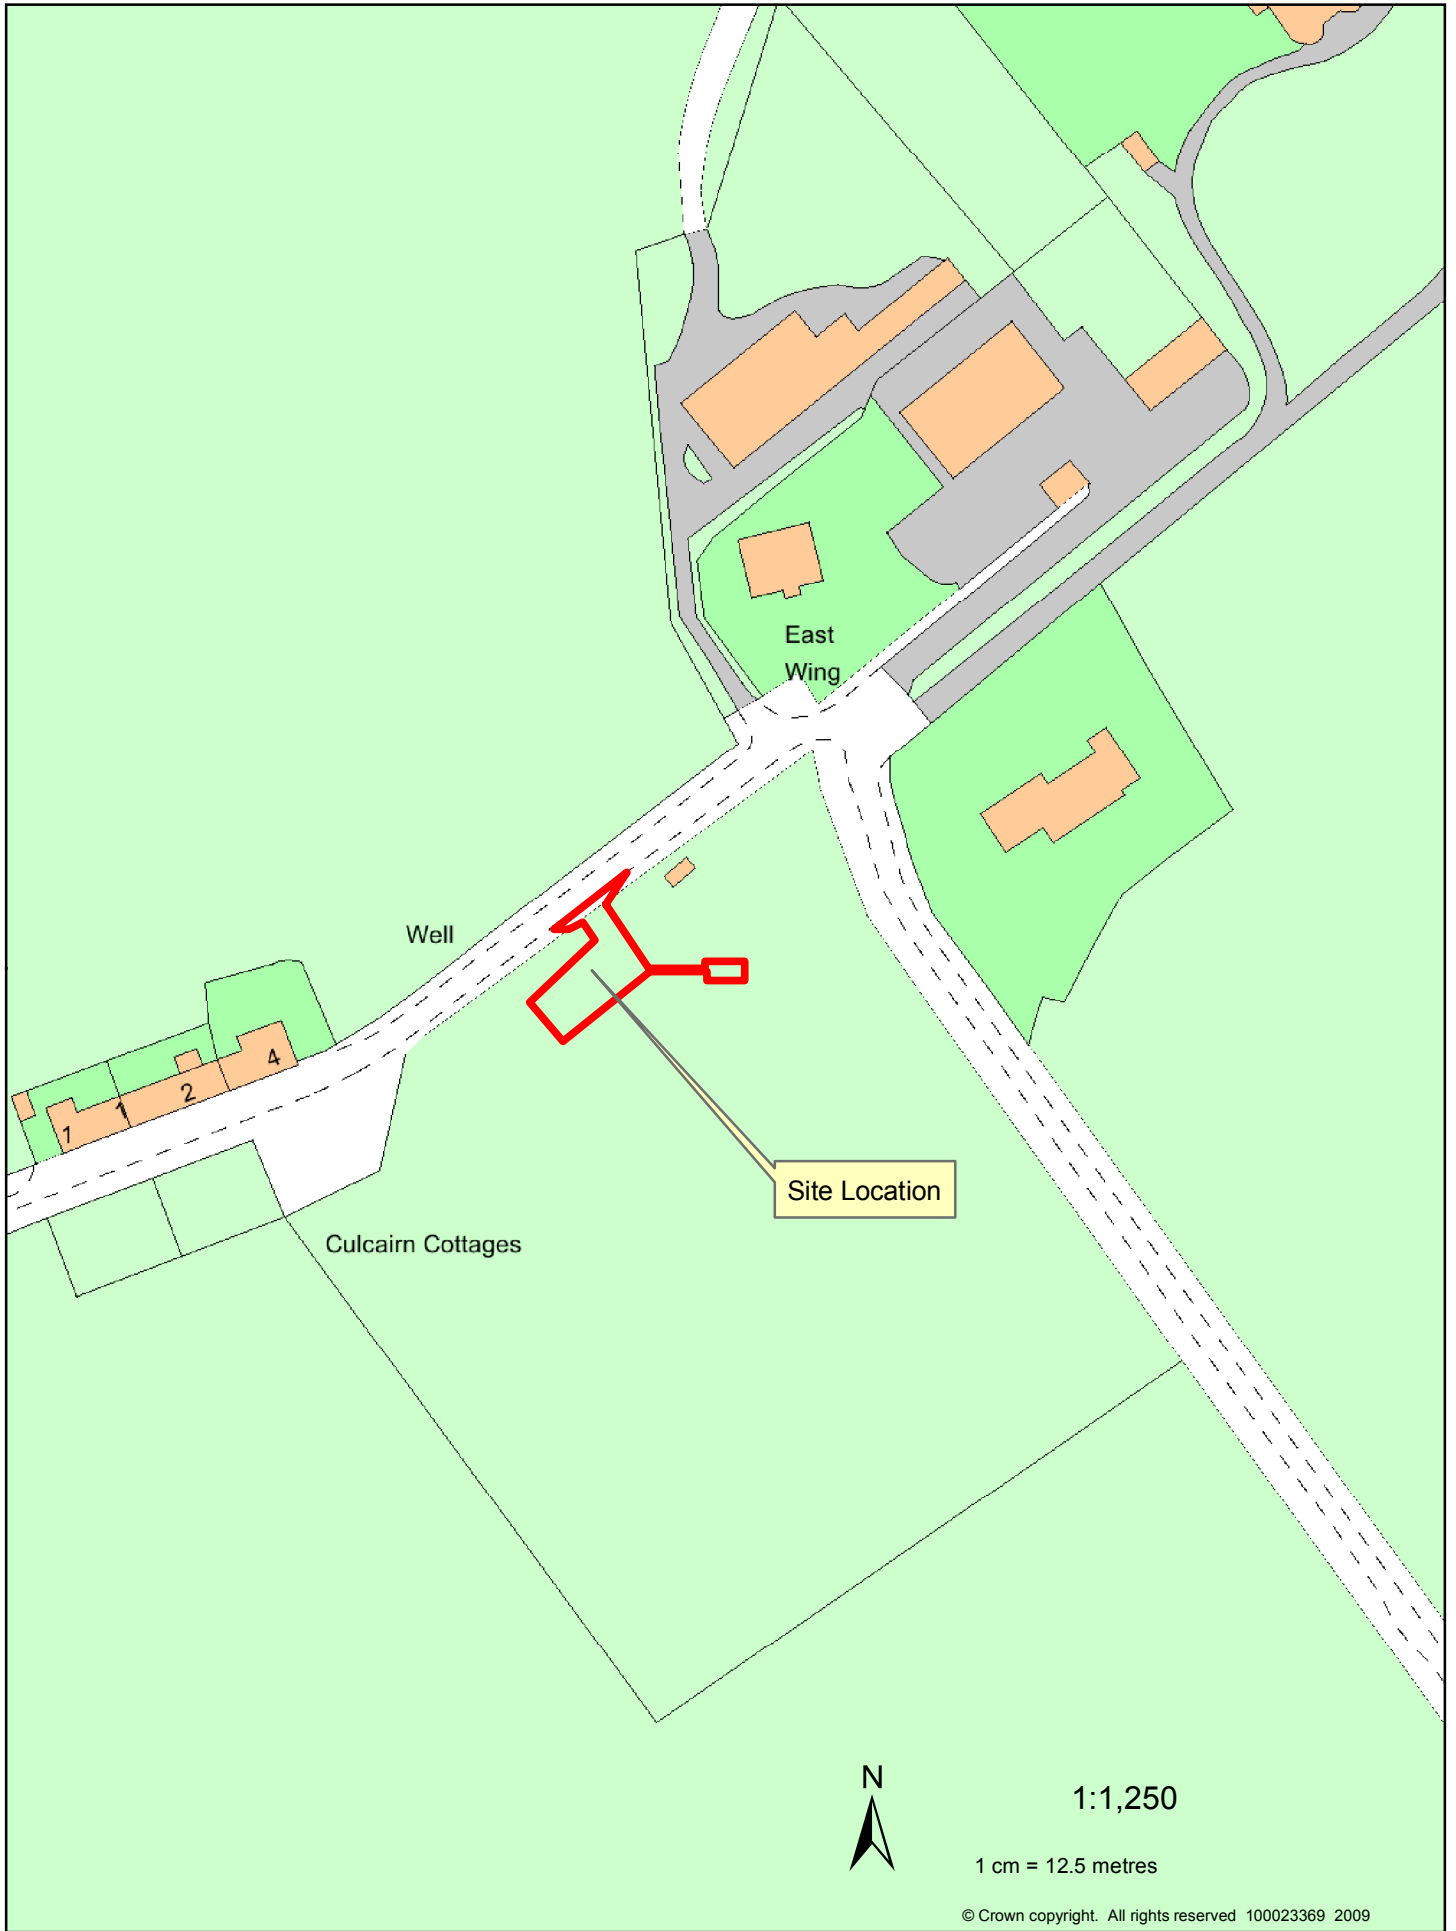 East
Wing
Well
4
2
1
1
Site Location
Culcairn Cottages
N
1:1,250
1 cm = 12.5 metres
© Crown copyright. All rights reserved 100023369 2009